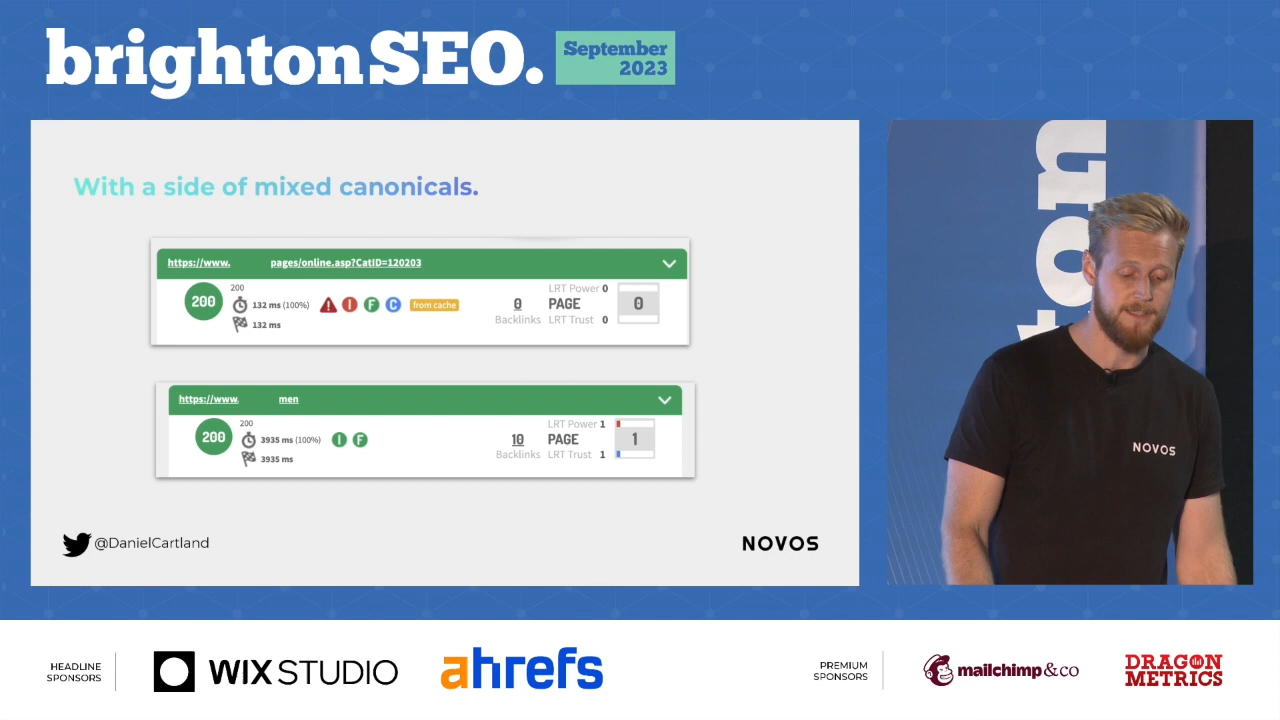 brightonSEO.
September
2023
With a side of mixed canonicals.
https://www. pages/online.asp?CatID=120203
200
200
132 ms (100%)
132 ms
I F C
from cache
0
Backlinks
LRT Power 0
PAGE
LRT Trust 0
0
https://www. men
200
200
3935 ms (100%)
3935 ms
I F
10
Backlinks
LRT Power 1
PAGE
LRT Trust 1
1
@DanielCartland
NOVOS
ton
NOVOS
HEADLINE
SPONSORS
WIX STUDIO
ahrefs
PREMIUM
SPONSORS
mailchimp&co
DRAGON
METRICS